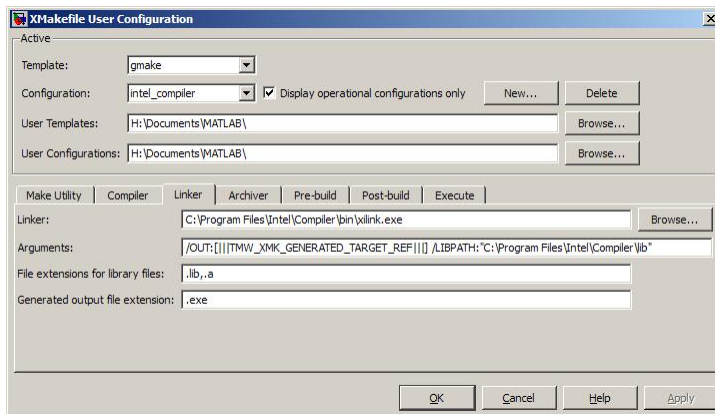 XMakefile User Configuration
Active
Template: gmake
Configuration: intel_compiler Display operational configurations only New... Delete
User Templates: H:\Documents\MATLAB\ Browse...
User Configurations: H:\Documents\MATLAB\ Browse...
Make Utility Compiler Linker Archiver Pre-build Post-build Execute
Linker: C:\Program Files\Intel\Compiler\bin\xilink.exe Browse...
Arguments: /OUT:[|||TMW_XMK_GENERATED_TARGET_REF|||] /LIBPATH:"C:\Program Files\Intel\Compiler\lib"
File extensions for library files: .lib,.a
Generated output file extension: .exe
OK Cancel Help Apply